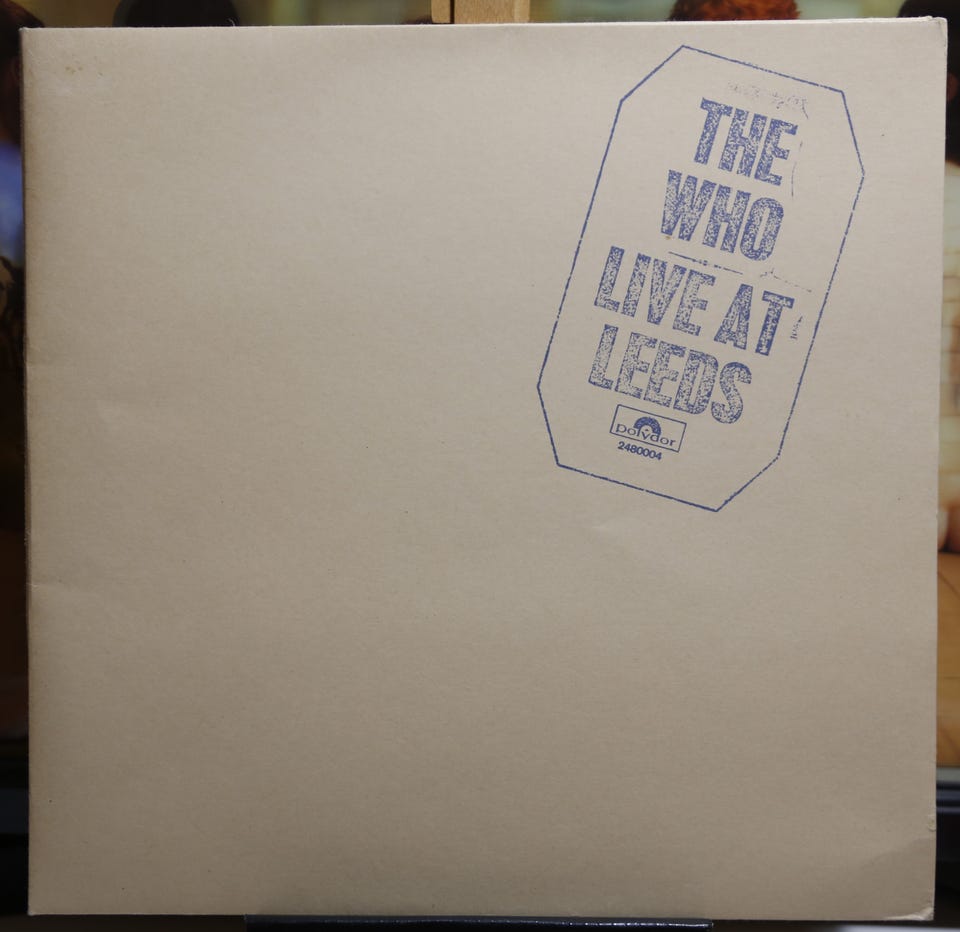 THE
WHO
LIVE AT
LEEDS
polydor
2480004